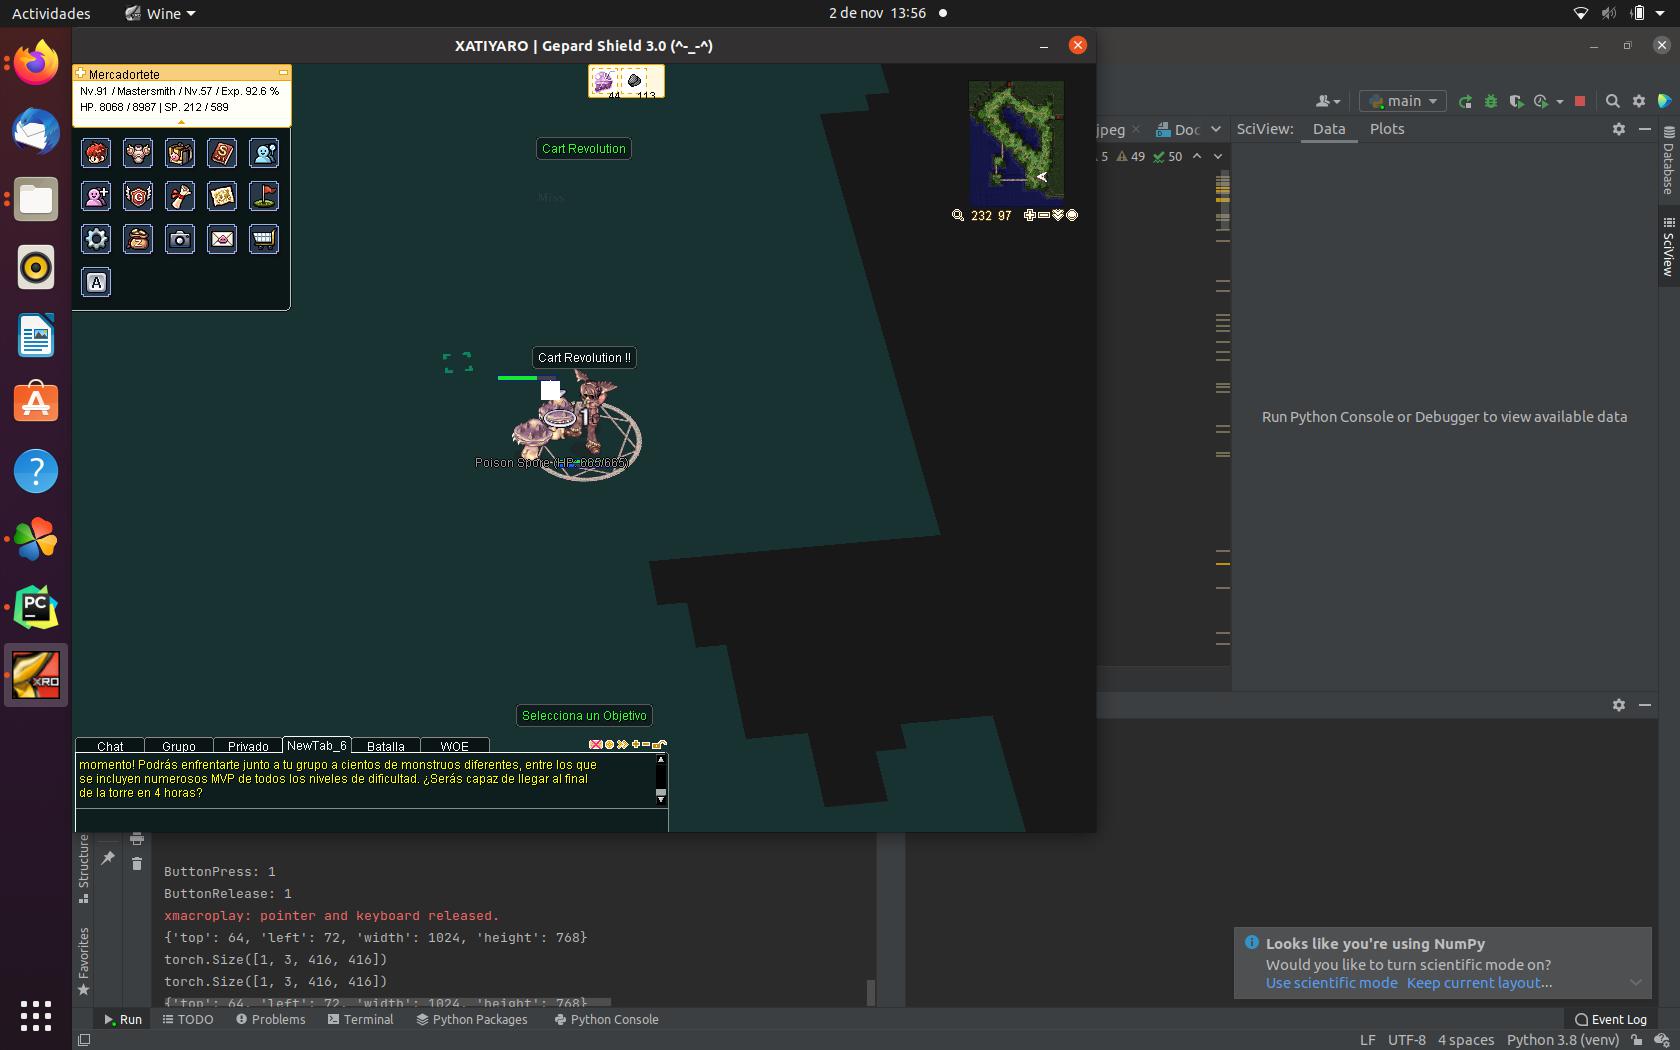 Actividades
Wine
2 de nov 13:56
XATIYARO | Gepard Shield 3.0 (^-_-^)
Mercadortete
Nv.91 / Mastersmith / Nv.57 / Exp. 92.6 %
HP. 8068 / 8987 | SP. 212 / 589
44
113
Cart Revolution
Miss
232 97
Cart Revolution !!
1
Poison Spore (HP: 665/665)
Selecciona un Objetivo
Chat
Grupo
Privado
NewTab_6
Batalla
WOE
momento! Podrás enfrentarte junto a tu grupo a cientos de monstruos diferentes, entre los que
se incluyen numerosos MVP de todos los niveles de dificultad. ¿Serás capaz de llegar al final
de la torre en 4 horas?
main
jpeg
Doc
SciView:
Data
Plots
5
49
50
Database
SciView
Run Python Console or Debugger to view available data
Structure
Favorites
ButtonPress: 1
ButtonRelease: 1
xmacroplay: pointer and keyboard released.
{'top': 64, 'left': 72, 'width': 1024, 'height': 768}
torch.Size([1, 3, 416, 416])
torch.Size([1, 3, 416, 416])
{'top': 64, 'left': 72, 'width': 1024, 'height': 768}
Looks like you're using NumPy
Would you like to turn scientific mode on?
Use scientific mode
Keep current layout...
Run
TODO
Problems
Terminal
Python Packages
Python Console
Event Log
LF
UTF-8
4 spaces
Python 3.8 (venv)
A
G
S
Z
PC
XRO